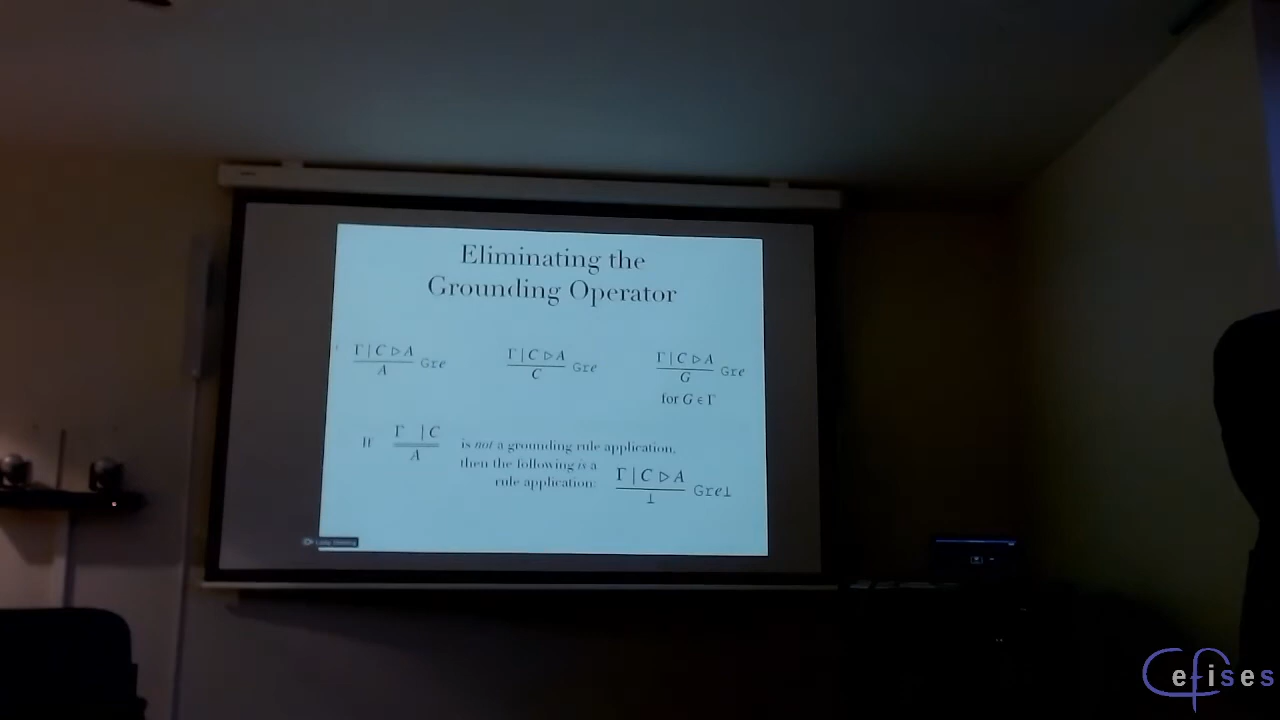 Eliminating the
Grounding Operator
Γ | C ▷ A
A
Gre
Γ | C ▷ A
C
Gre
Γ | C ▷ A
G
Gre
for G ∈ Γ
If
Γ | C
A
is not a grounding rule application,
then the following is a
rule application:
Γ | C ▷ A
⊥
Gre⊥
efises